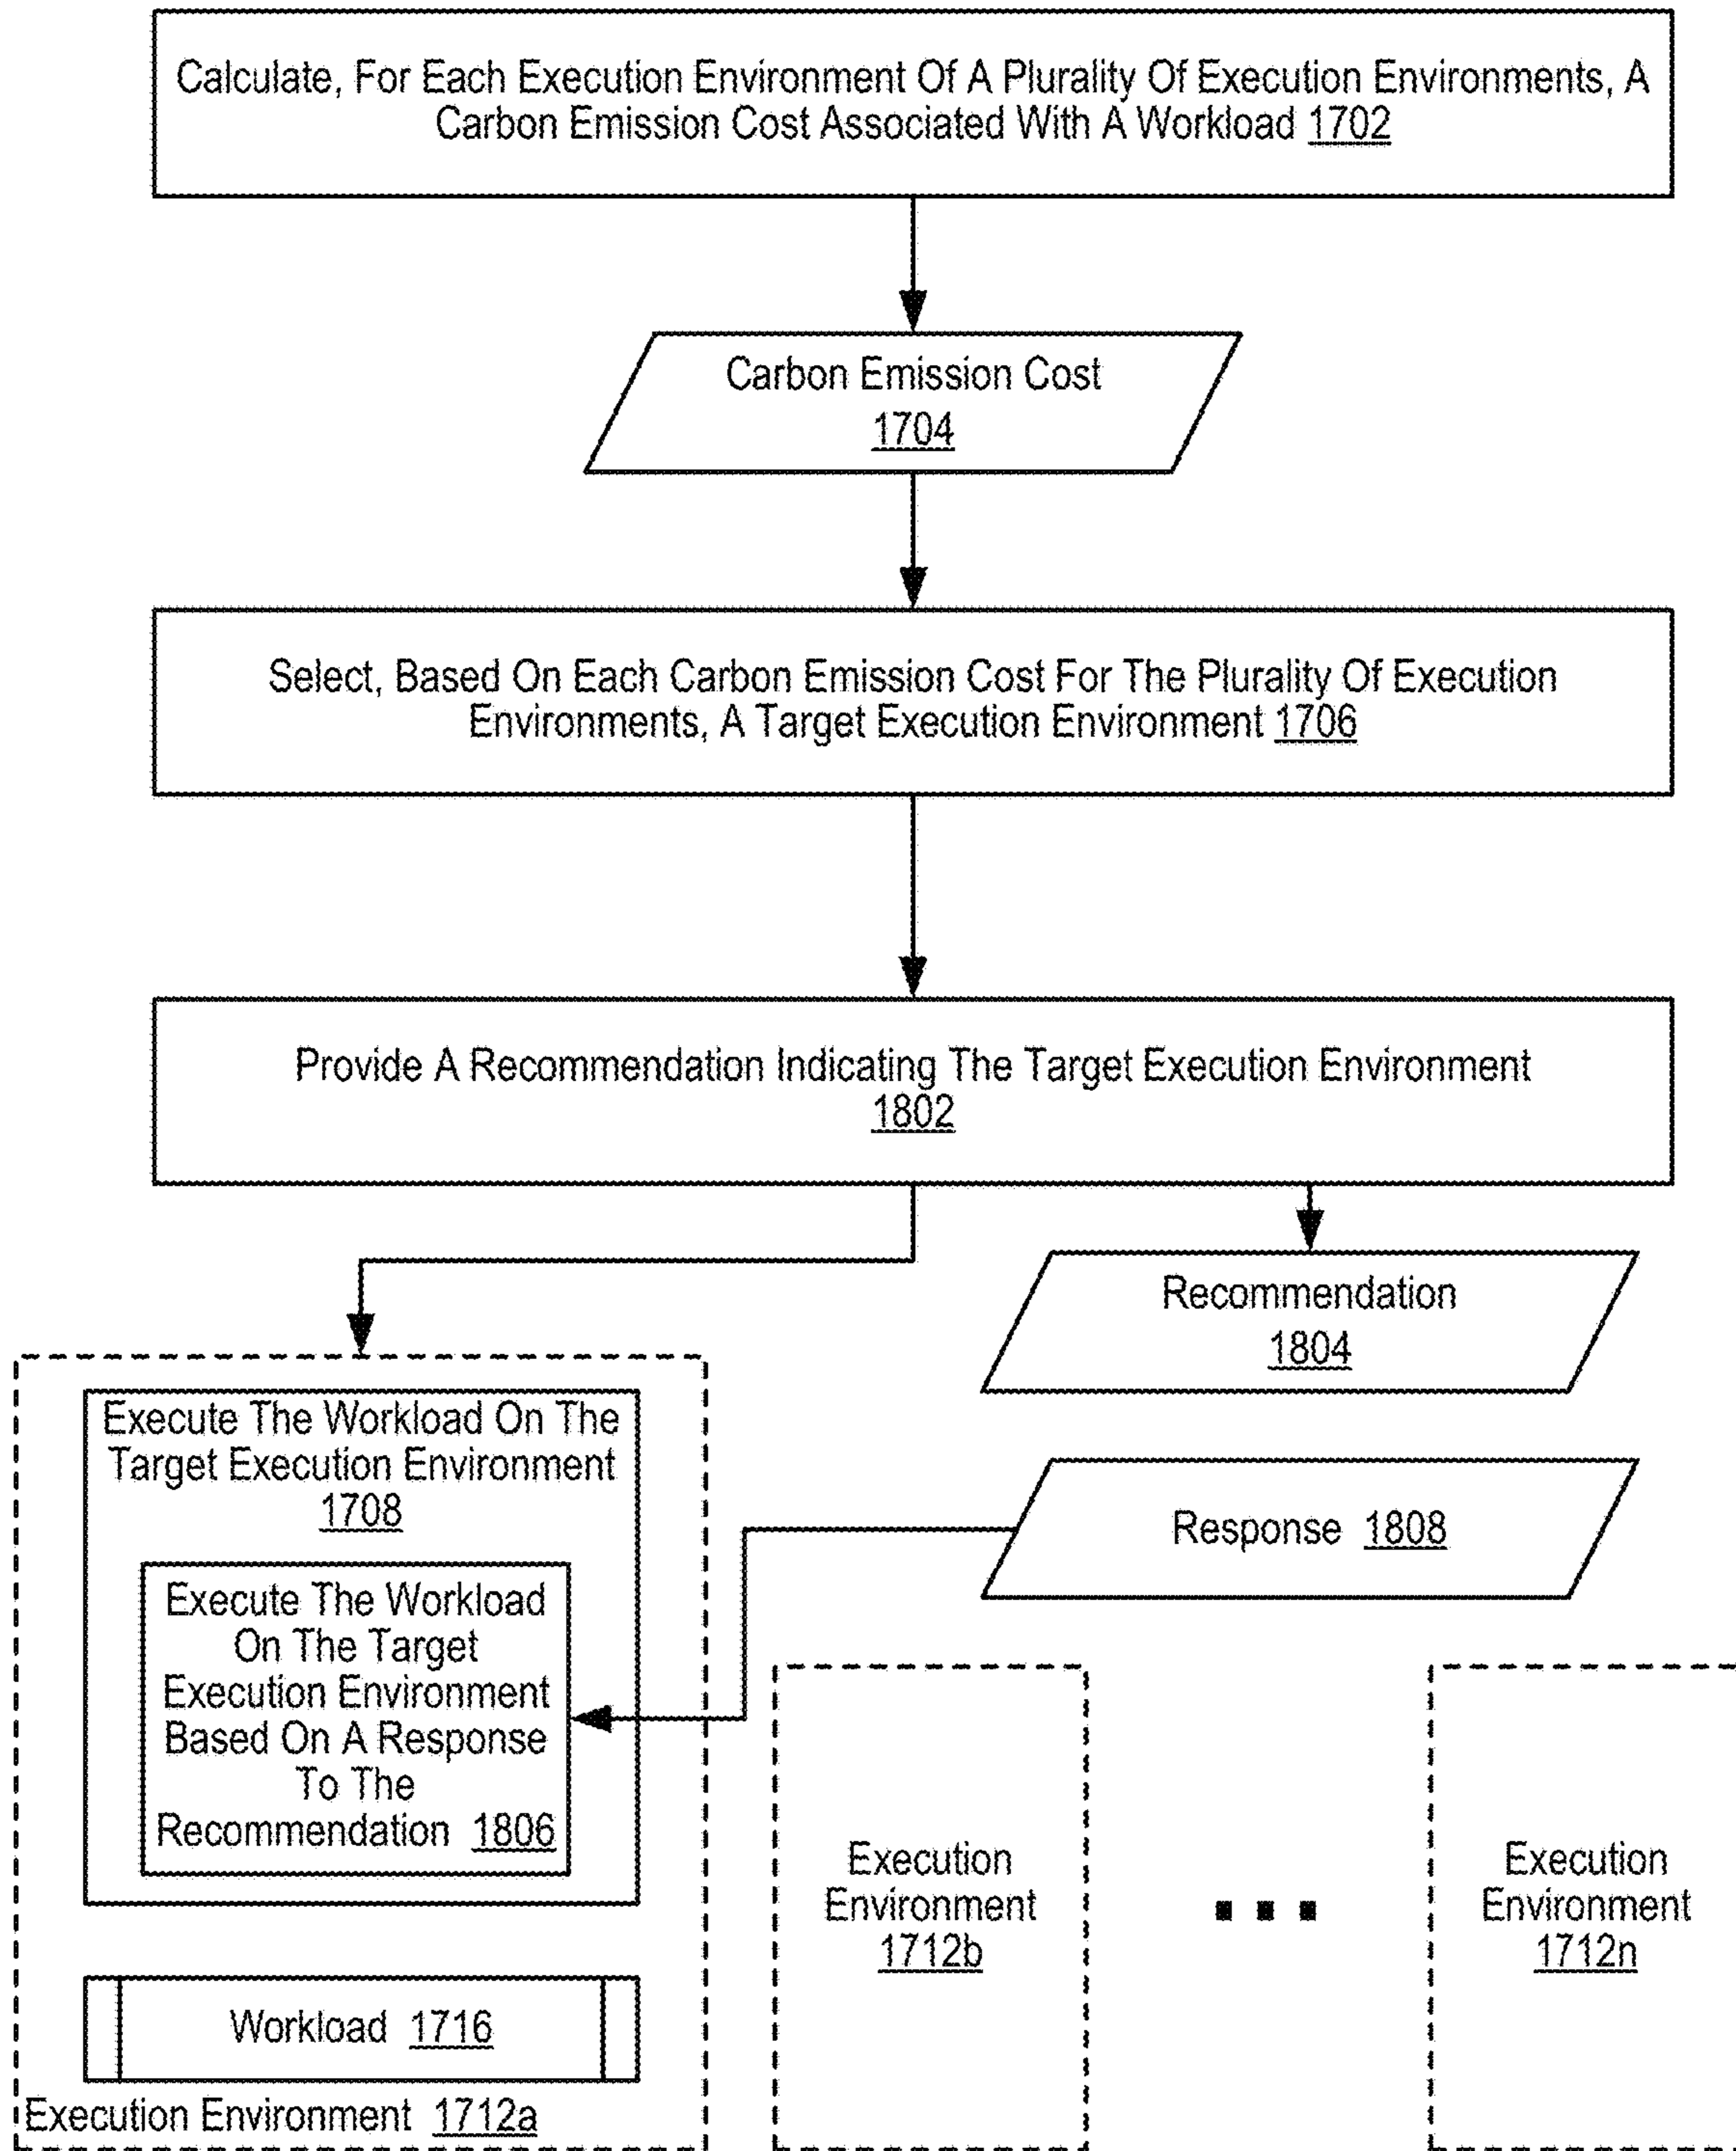 Calculate, For Each Execution Environment Of A Plurality Of Execution Environments, A
Carbon Emission Cost Associated With A Workload 1702
Carbon Emission Cost
1704
Select, Based On Each Carbon Emission Cost For The Plurality Of Execution
Environments, A Target Execution Environment 1706
Provide A Recommendation Indicating The Target Execution Environment
1802
Recommendation
1804
Execute The Workload On The
Target Execution Environment
1708
Response 1808
Execute The Workload
On The Target
Execution Environment
Based On A Response
To The
Recommendation 1806
Execution
Environment
1712b
Execution
Environment
1712n
Workload 1716
Execution Environment 1712a